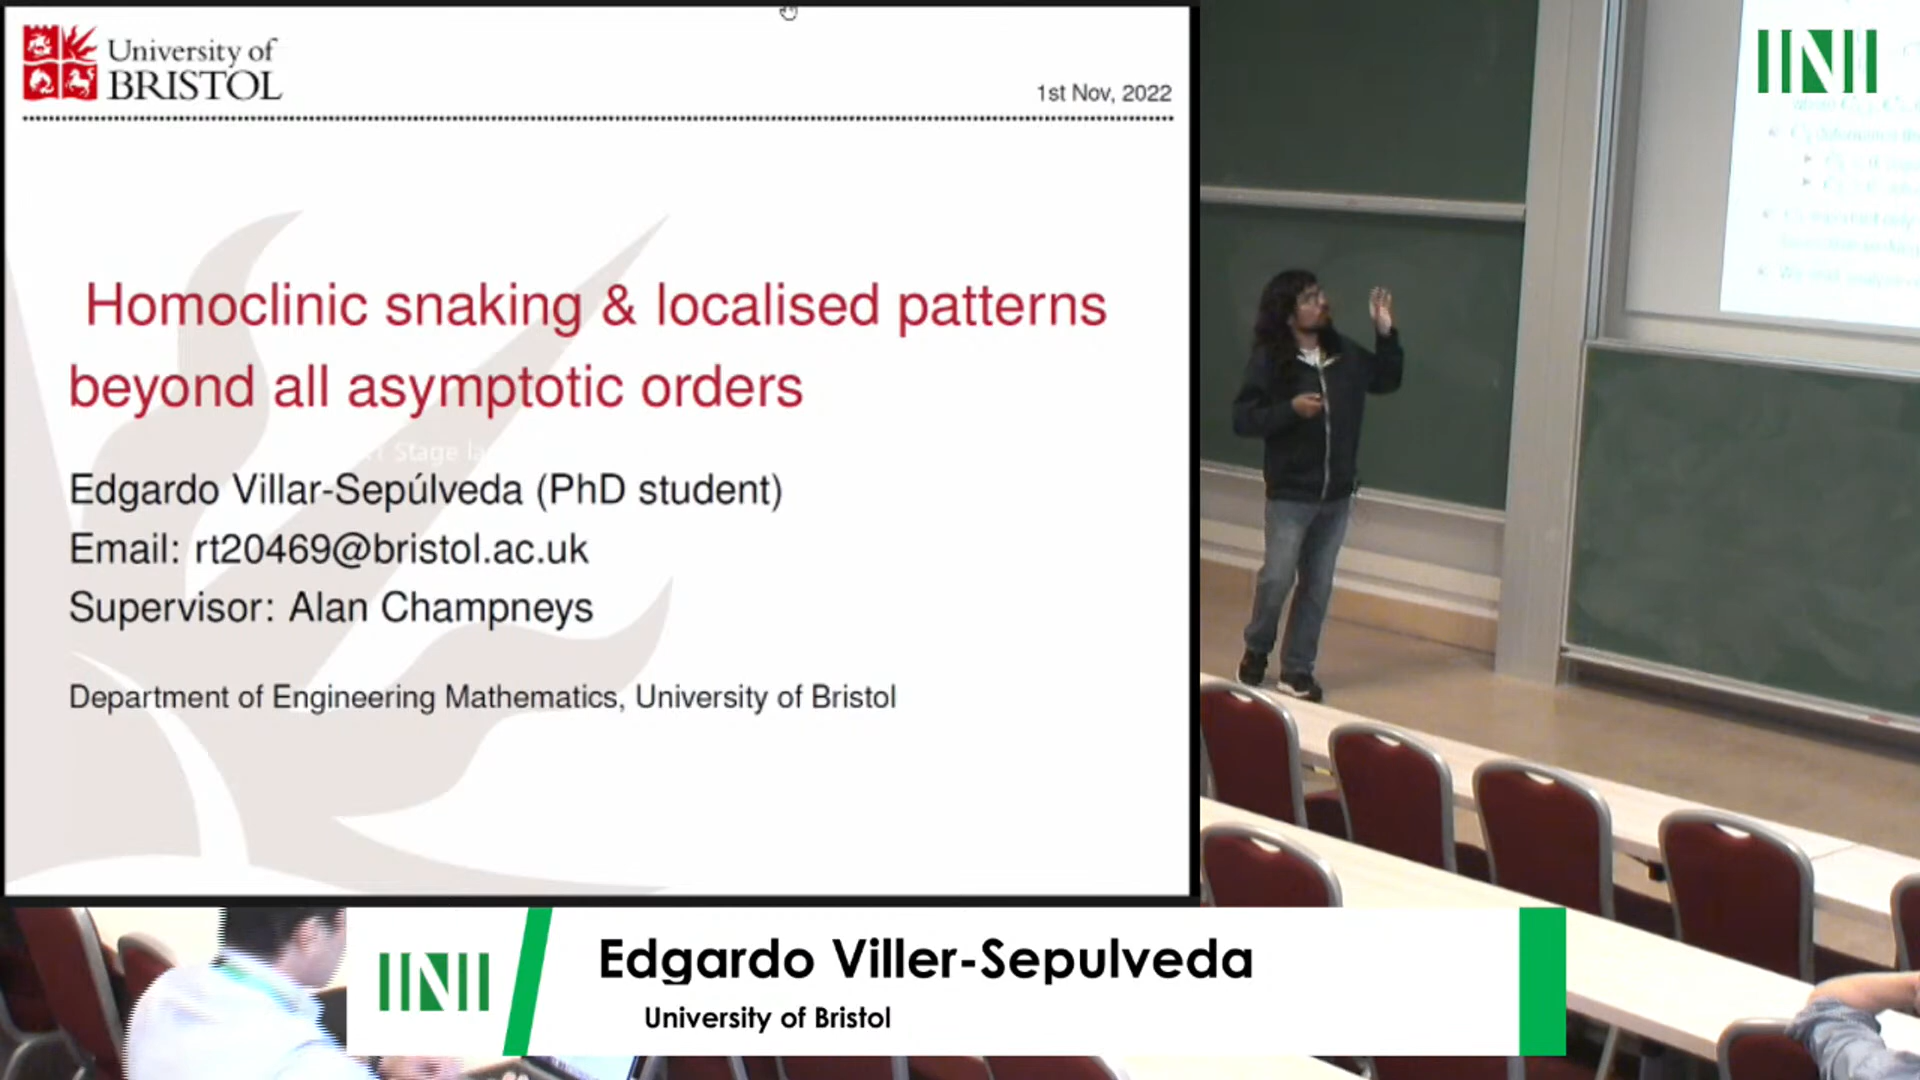 University of
BRISTOL
1st Nov, 2022
Homoclinic snaking & localised patterns
beyond all asymptotic orders
Stage
Edgardo Villar-Sepúlveda (PhD student)
Email: rt20469@bristol.ac.uk
Supervisor: Alan Champneys
Department of Engineering Mathematics, University of Bristol
INI
INI
Edgardo Viller-Sepulveda
University of Bristol